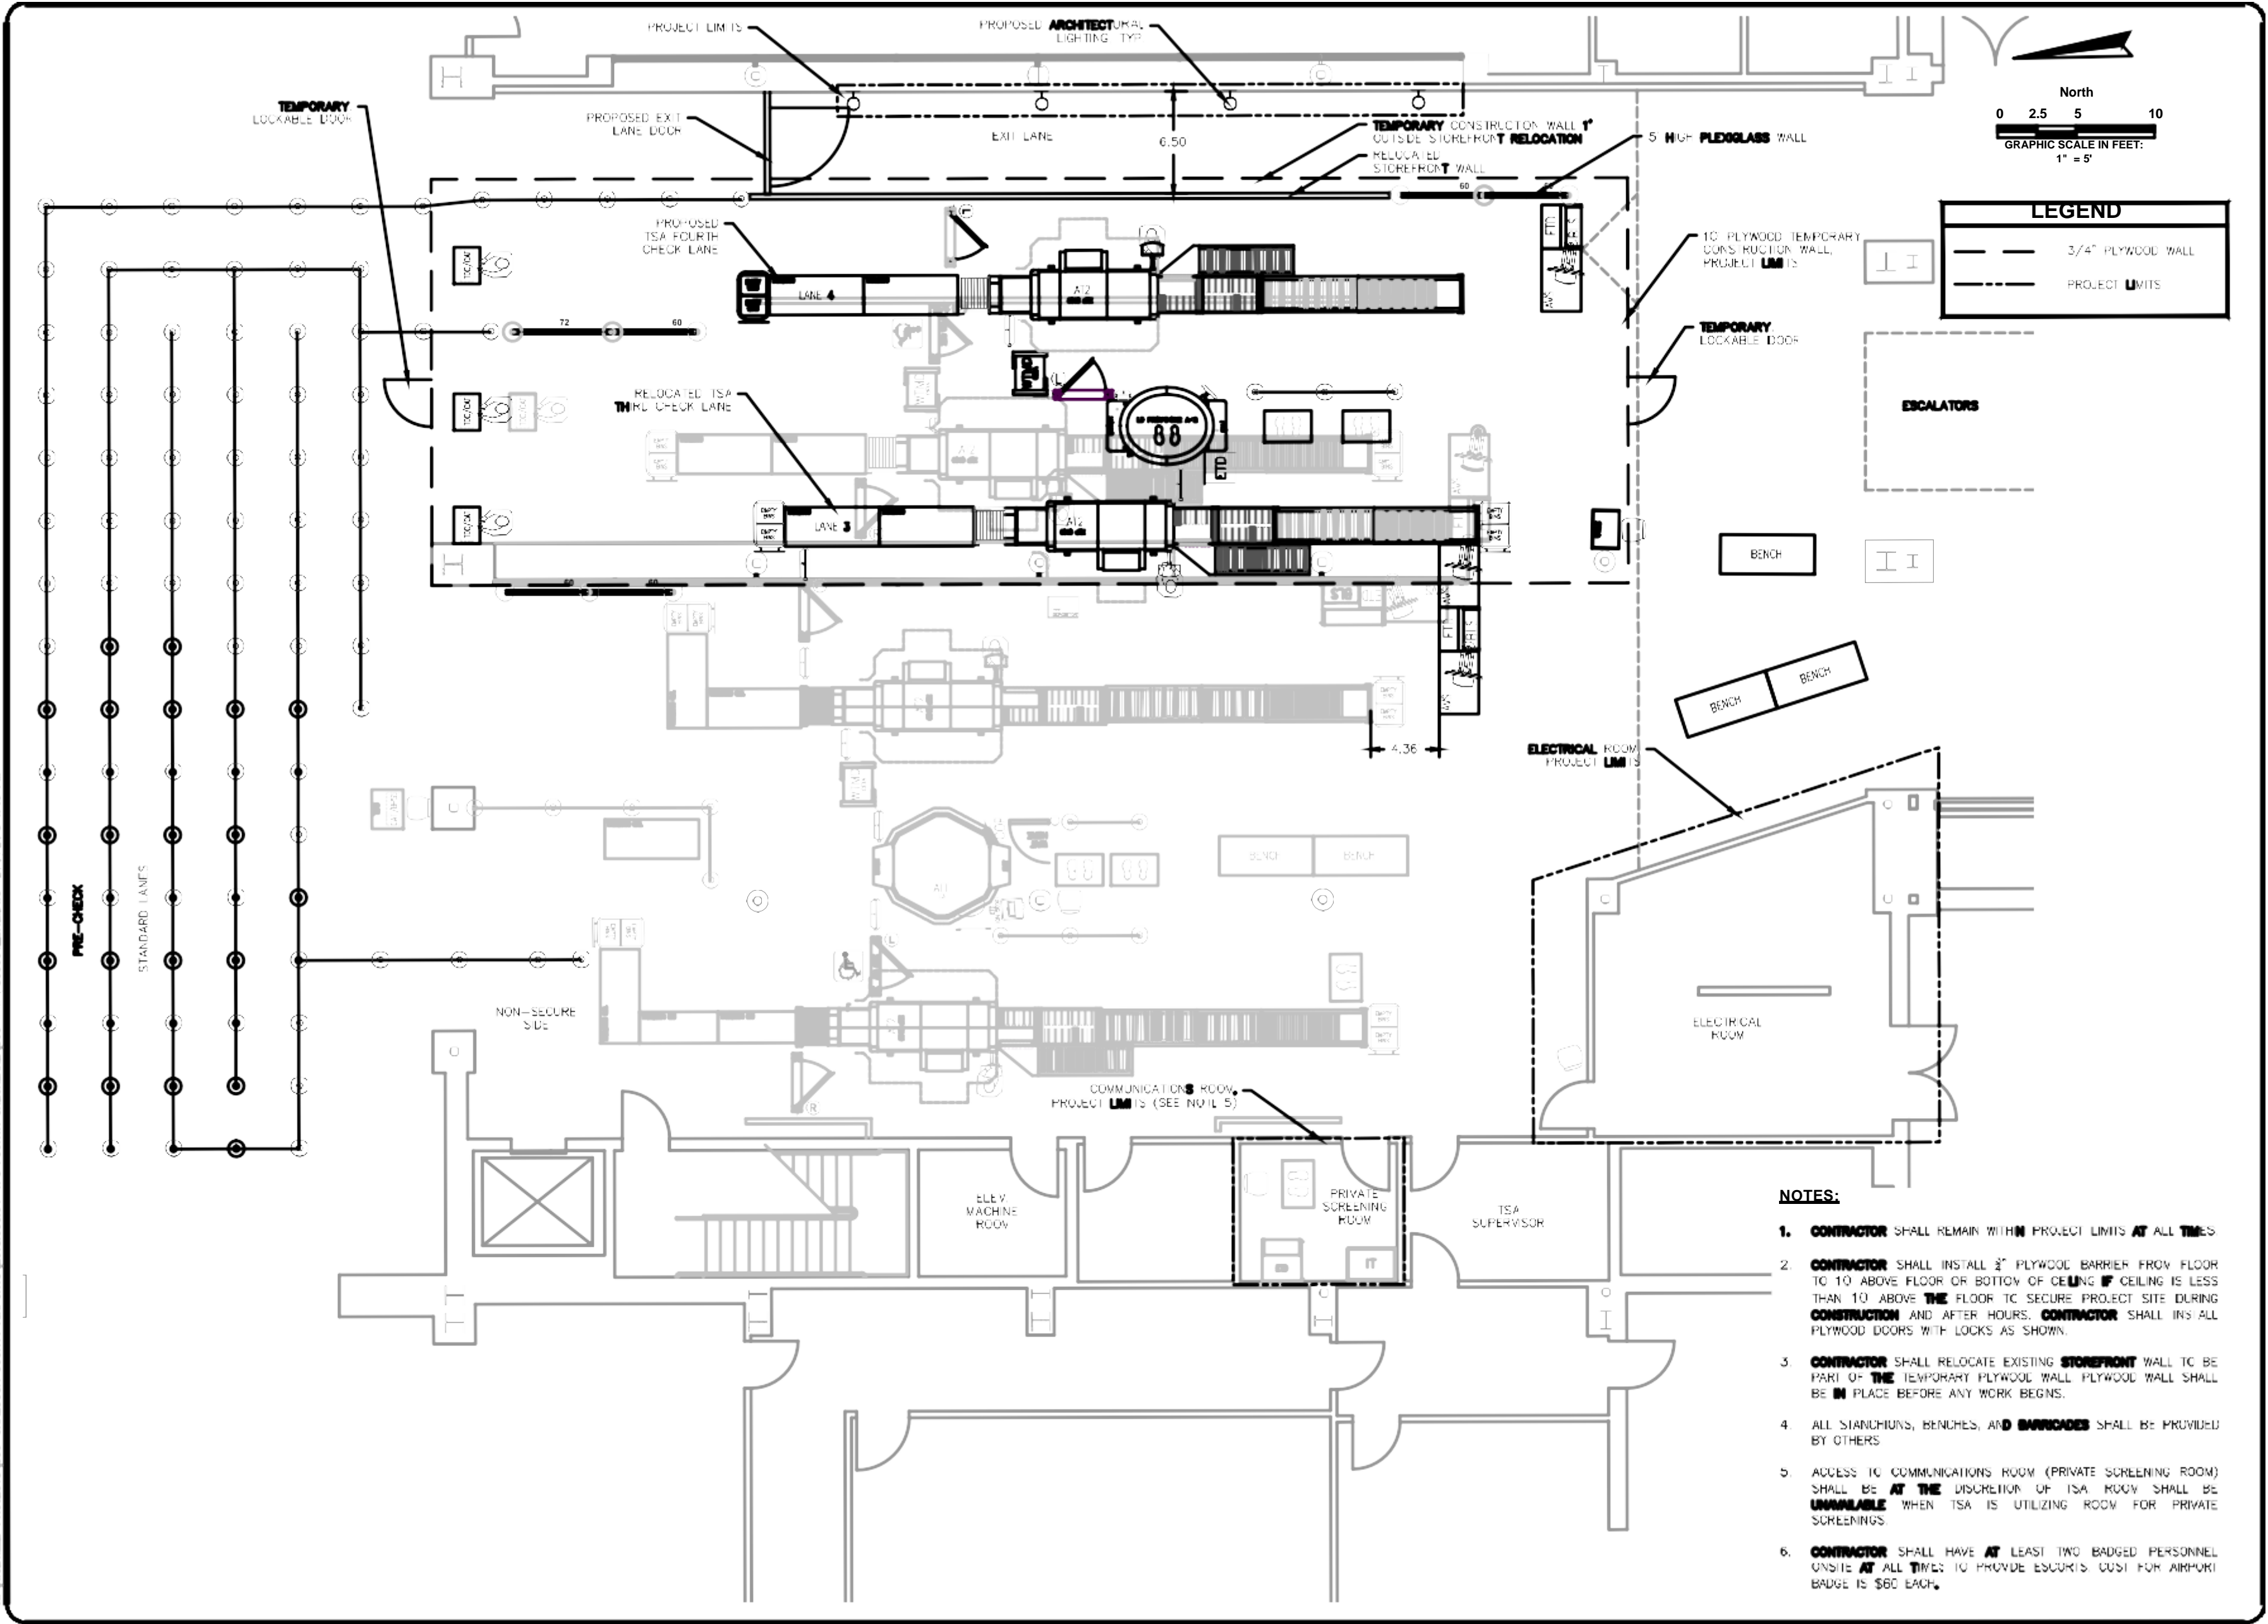 PROJECT LIMITS
PROPOSED ARCHITECTURAL
LIGHTING TYP
TEMPORARY
LOCKABLE DOOR
PROPOSED EXIT
LANE DOOR
EXIT LANE
6.50
TEMPORARY CONSTRUCTION WALL 1"
OUTSIDE STOREFRONT RELOCATION
RELOCATED
STOREFRONT WALL
5 HIGH PLEXIGLASS WALL
North
0 2.5 5 10
GRAPHIC SCALE IN FEET:
1" = 5'
LEGEND
3/4" PLYWOOD WALL
PROJECT LIMITS
60
PROPOSED
TSA FOURTH
CHECK LANE
10 PLYWOOD TEMPORARY
CONSTRUCTION WALL,
PROJECT LIMITS
LANE 4
AT2
72
60
TEMPORARY
LOCKABLE DOOR
RELOCATED TSA
THIRD CHECK LANE
ETD
ESCALATORS
LANE 3
AT2
EMPTY
BINS
60
60
BENCH
BENCH
BENCH
4.36
ELECTRICAL ROOM
PROJECT LIMITS
BENCH
BENCH
PRE-CHECK
STANDARD LANES
NON-SECURE
SIDE
ELECTRICAL
ROOM
COMMUNICATIONS ROOM,
PROJECT LIMITS (SEE NOTE 5)
ELEV
MACHINE
ROOM
PRIVATE
SCREENING
ROOM
TSA
SUPERVISOR
IT
NOTES:
1. CONTRACTOR SHALL REMAIN WITHIN PROJECT LIMITS AT ALL TIMES
2. CONTRACTOR SHALL INSTALL ¾" PLYWOOD BARRIER FROM FLOOR
TO 10 ABOVE FLOOR OR BOTTOM OF CEILING IF CEILING IS LESS
THAN 10 ABOVE THE FLOOR TO SECURE PROJECT SITE DURING
CONSTRUCTION AND AFTER HOURS. CONTRACTOR SHALL INSTALL
PLYWOOD DOORS WITH LOCKS AS SHOWN.
3. CONTRACTOR SHALL RELOCATE EXISTING STOREFRONT WALL TO BE
PART OF THE TEMPORARY PLYWOOD WALL. PLYWOOD WALL SHALL
BE IN PLACE BEFORE ANY WORK BEGINS.
4. ALL STANCHIONS, BENCHES, AND BARRICADES SHALL BE PROVIDED
BY OTHERS
5. ACCESS TO COMMUNICATIONS ROOM (PRIVATE SCREENING ROOM)
SHALL BE AT THE DISCRETION OF TSA ROOM SHALL BE
UNAVAILABLE WHEN TSA IS UTILIZING ROOM FOR PRIVATE
SCREENINGS
6. CONTRACTOR SHALL HAVE AT LEAST TWO BADGED PERSONNEL
ONSITE AT ALL TIMES TO PROVIDE ESCORTS. COST FOR AIRPORT
BADGE IS $60 EACH.